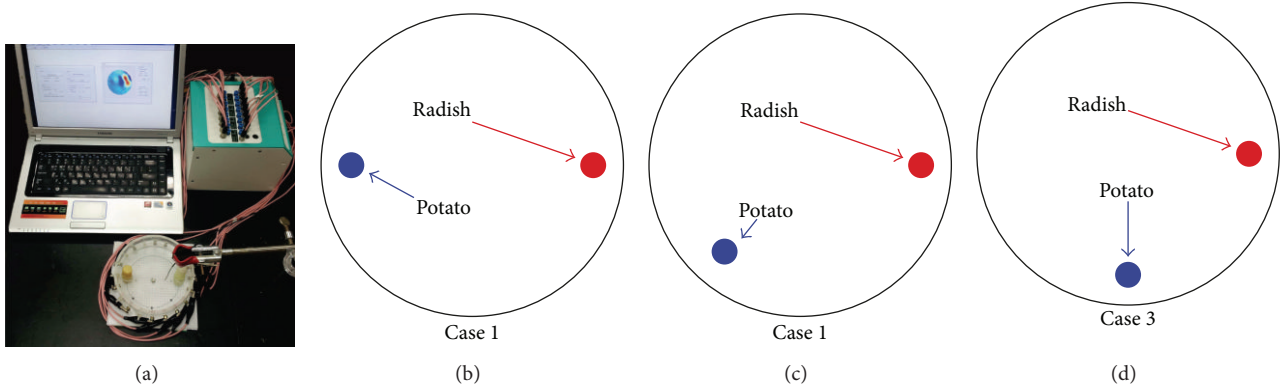 Radish
Potato
Case 1
Radish
Potato
Case 1
Radish
Potato
Case 3
(a)
(b)
(c)
(d)